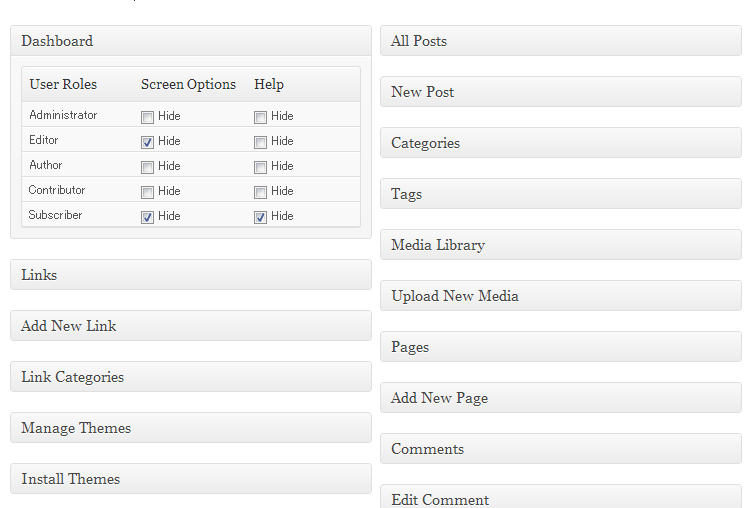 Dashboard
User Roles Screen Options Help
Administrator Hide Hide
Editor Hide Hide
Author Hide Hide
Contributor Hide Hide
Subscriber Hide Hide
Links
Add New Link
Link Categories
Manage Themes
Install Themes
All Posts
New Post
Categories
Tags
Media Library
Upload New Media
Pages
Add New Page
Comments
Edit Comment